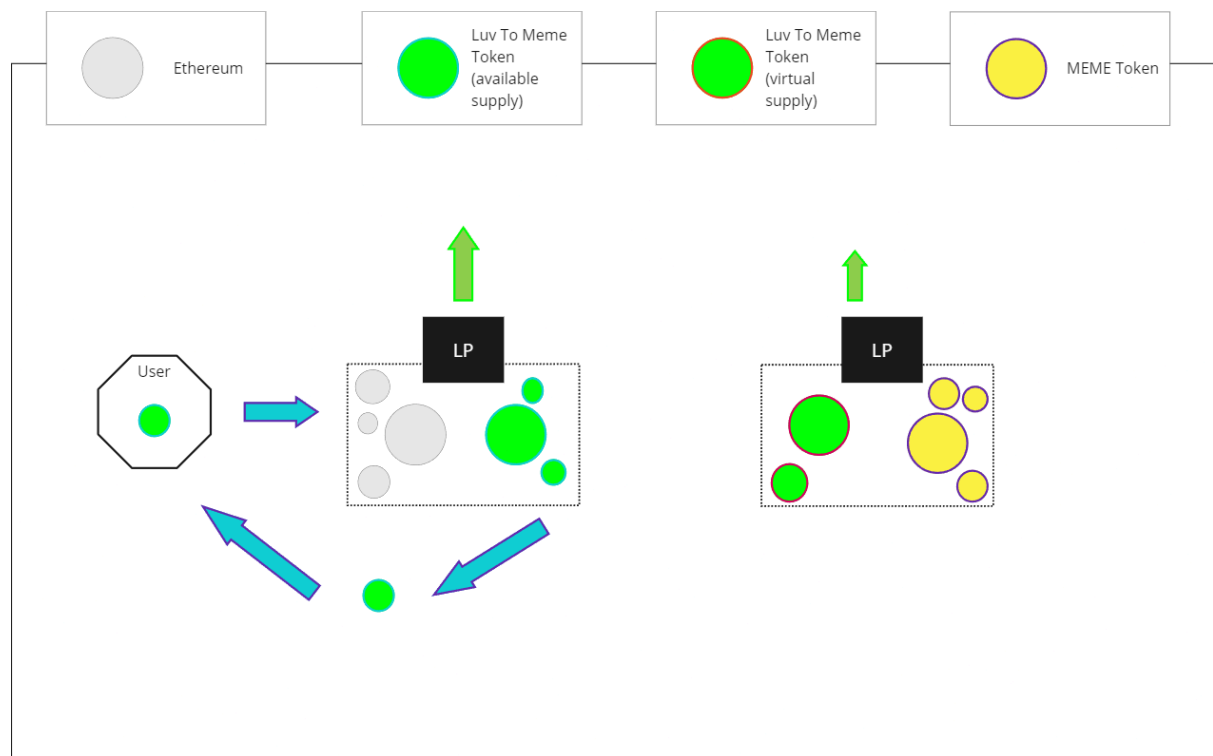 Ethereum
Luv To Meme
Token
(available
supply)
Luv To Meme
Token
(virtual
supply)
MEME Token
LP
LP
User